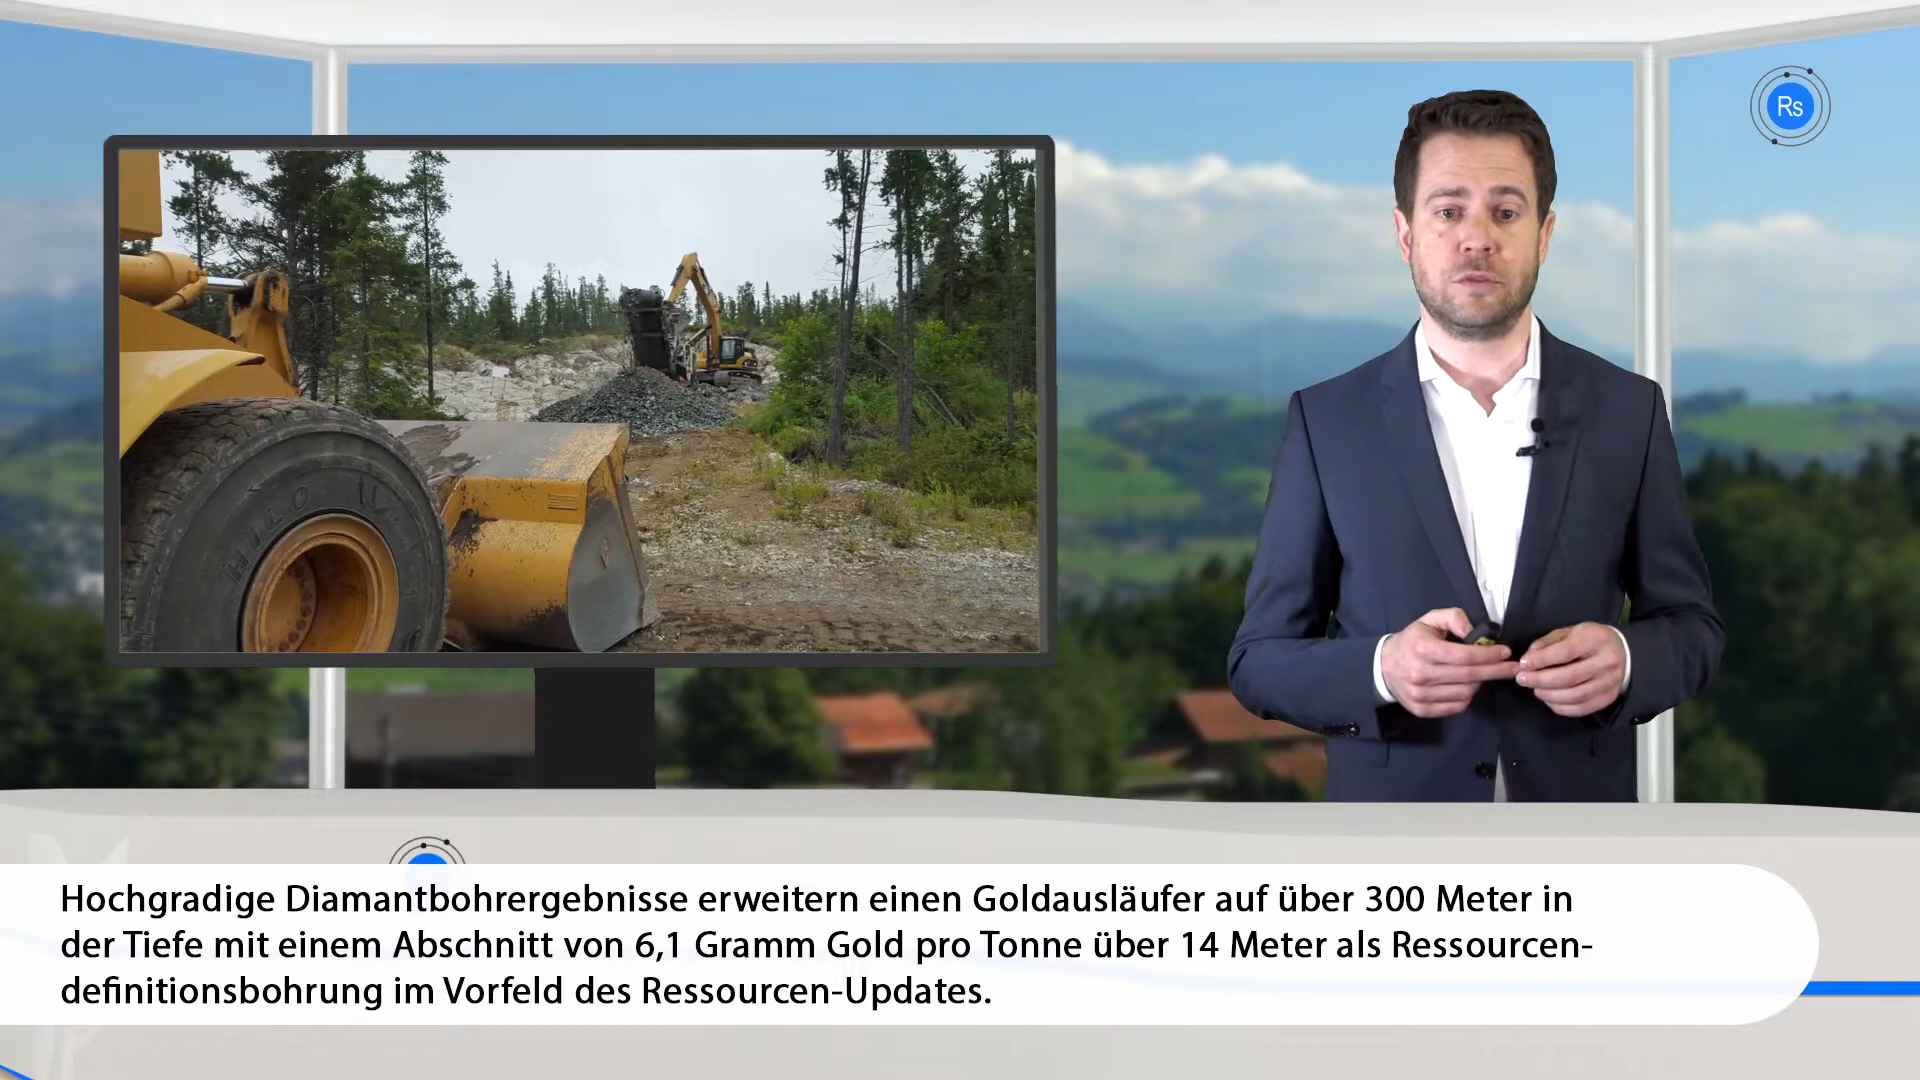 Rs
HILO
Hochgradige Diamantbohrergebnisse erweitern einen Goldausläufer auf über 300 Meter in
der Tiefe mit einem Abschnitt von 6,1 Gramm Gold pro Tonne über 14 Meter als Ressourcen-
definitionsbohrung im Vorfeld des Ressourcen-Updates.